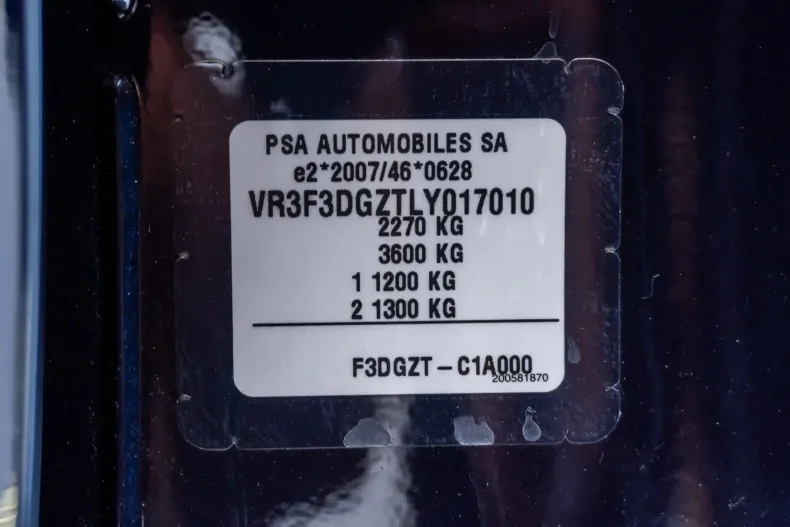 PSA AUTOMOBILES SA
e2*2007/46*0628
VR3F3DGZTLY017010
2270 KG
3600 KG
1 1200 KG
2 1300 KG
F3DGZT – C1A000
200581870